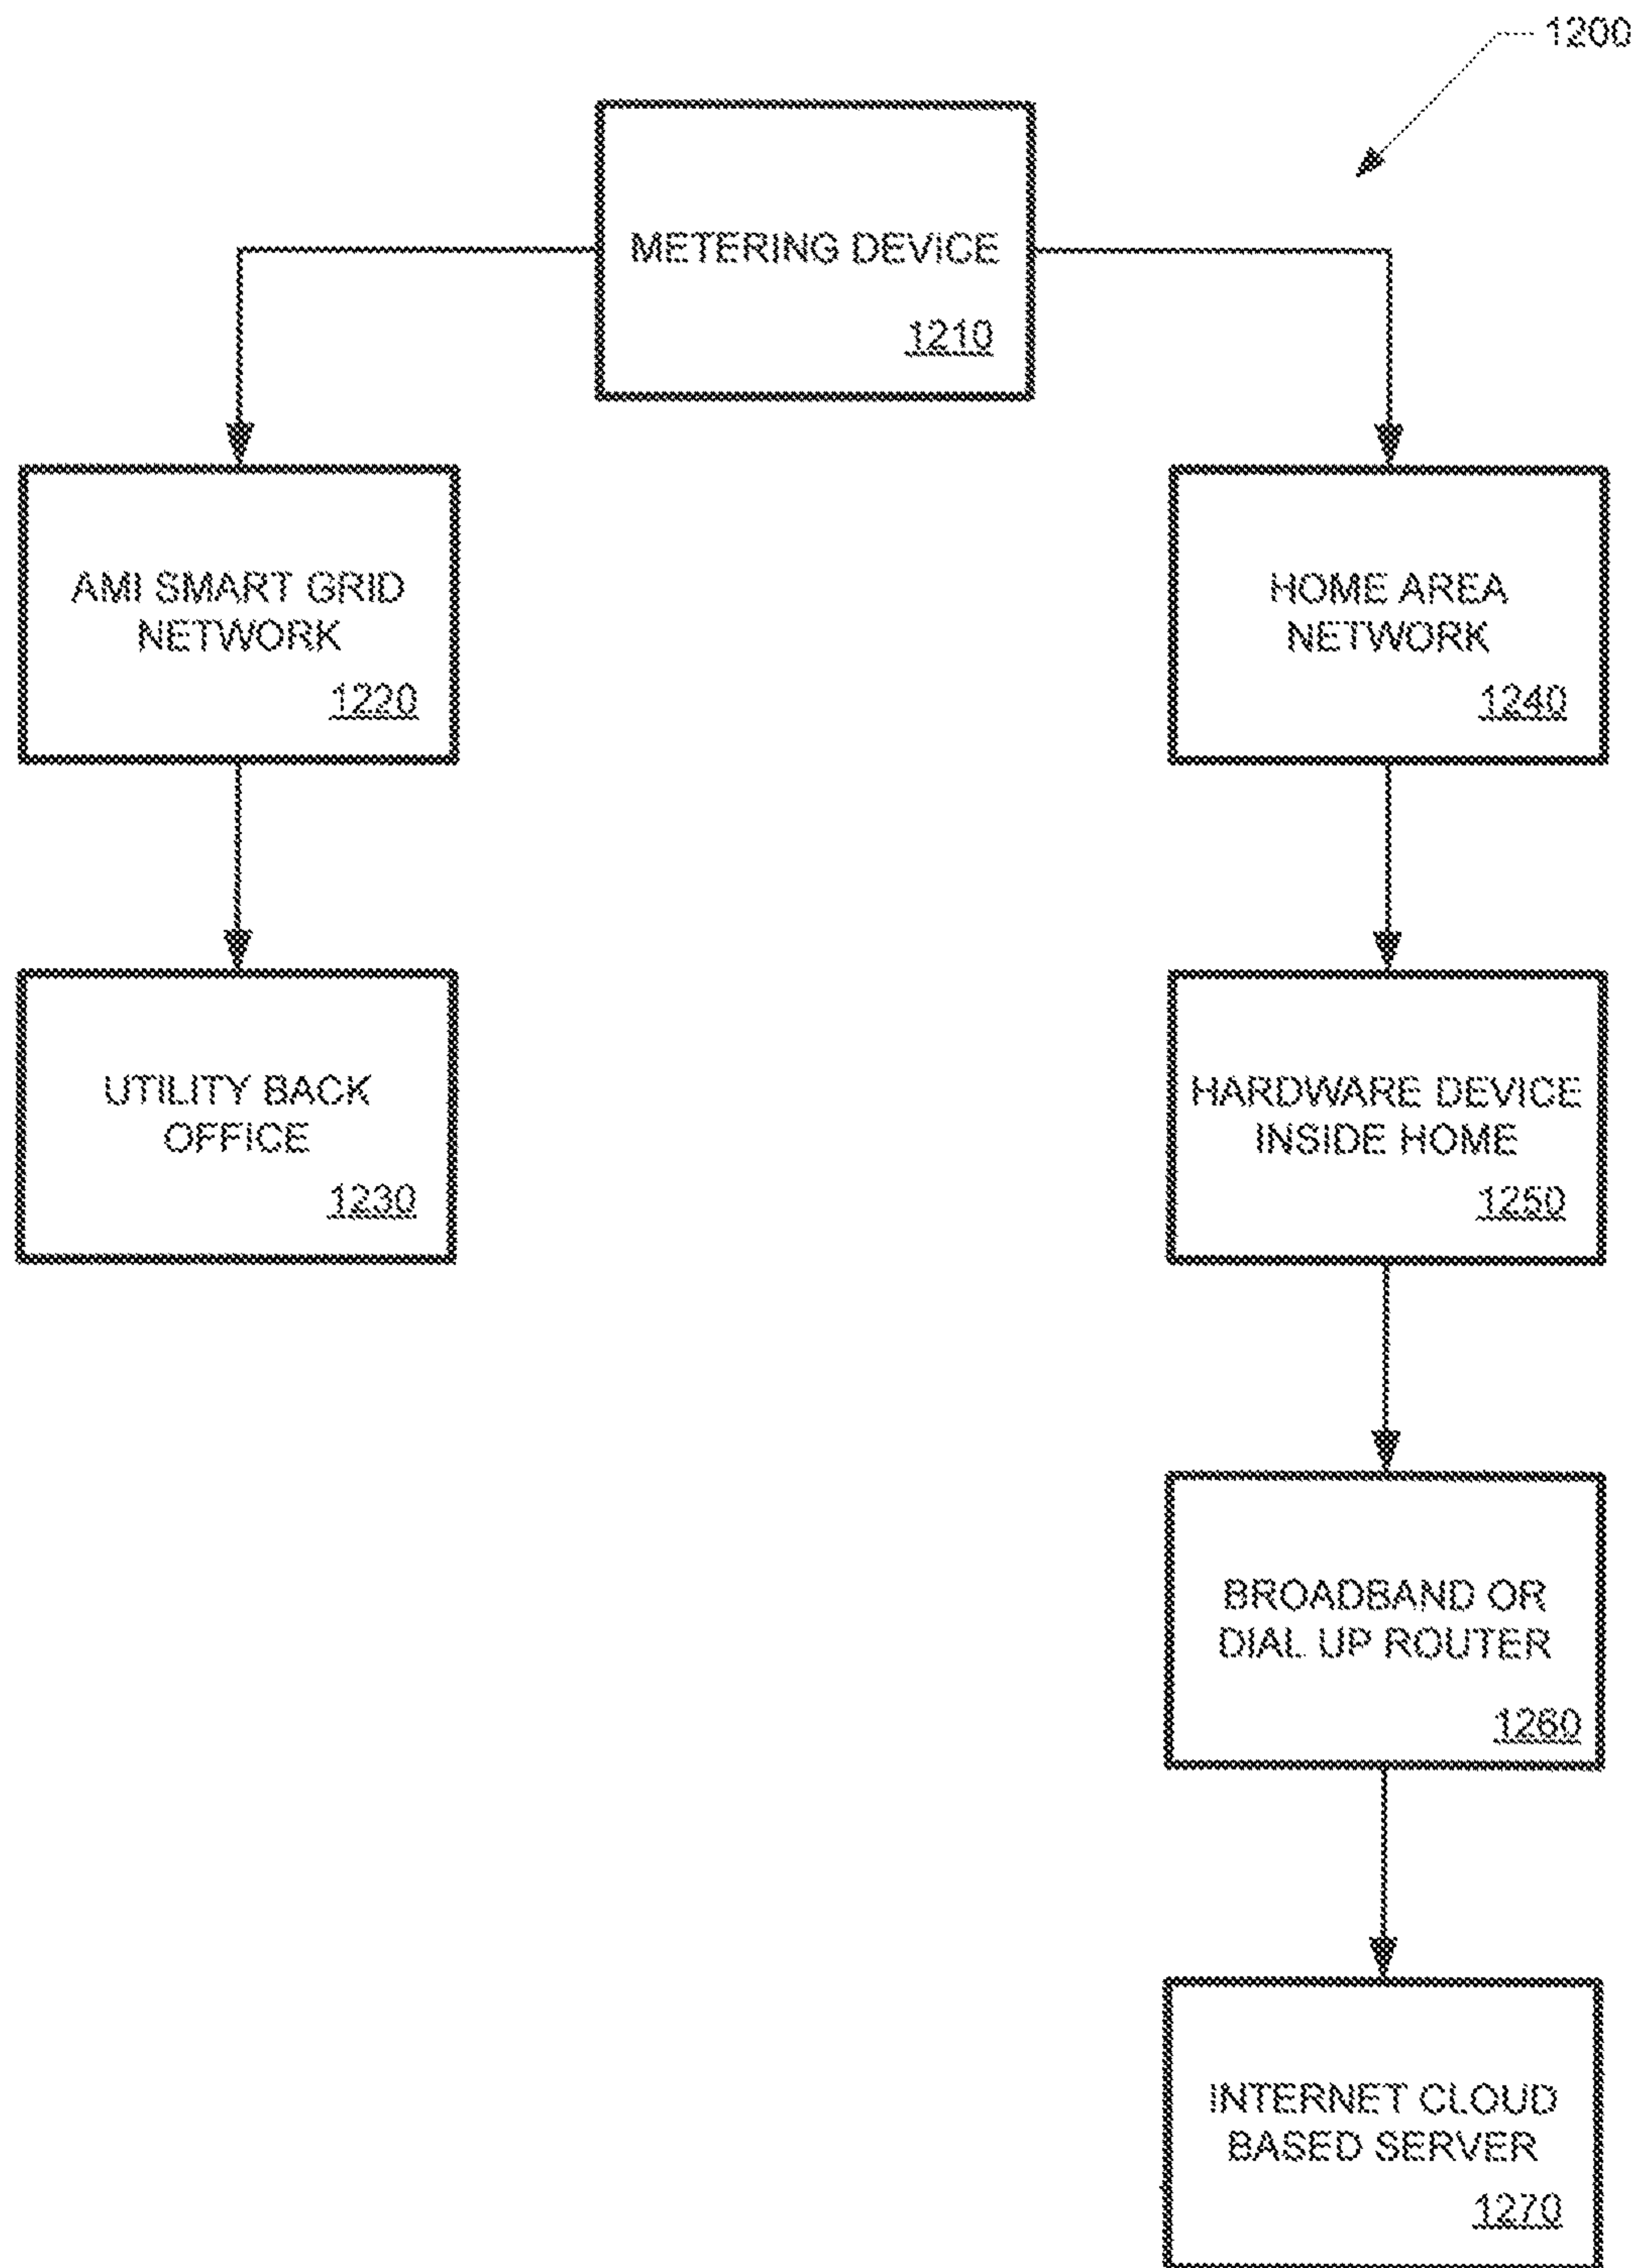 1200
METERING DEVICE
1210
AMI SMART GRID
NETWORK
1220
HOME AREA
NETWORK
1240
UTILITY BACK
OFFICE
1230
HARDWARE DEVICE
INSIDE HOME
1250
BROADBAND OR
DIAL UP ROUTER
1260
INTERNET CLOUD
BASED SERVER
1270